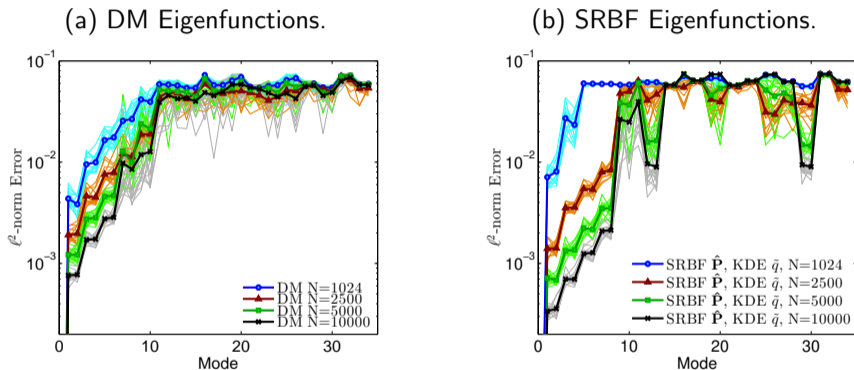 (a) DM Eigenfunctions.
10⁻¹
10⁻²
10⁻³
ℓ²-norm Error
0 10 20 30
Mode
DM N=1024
DM N=2500
DM N=5000
DM N=10000
(b) SRBF Eigenfunctions.
10⁻¹
10⁻²
10⁻³
ℓ²-norm Error
0 10 20 30
Mode
SRBF P̂, KDE q̃, N=1024
SRBF P̂, KDE q̃, N=2500
SRBF P̂, KDE q̃, N=5000
SRBF P̂, KDE q̃, N=10000